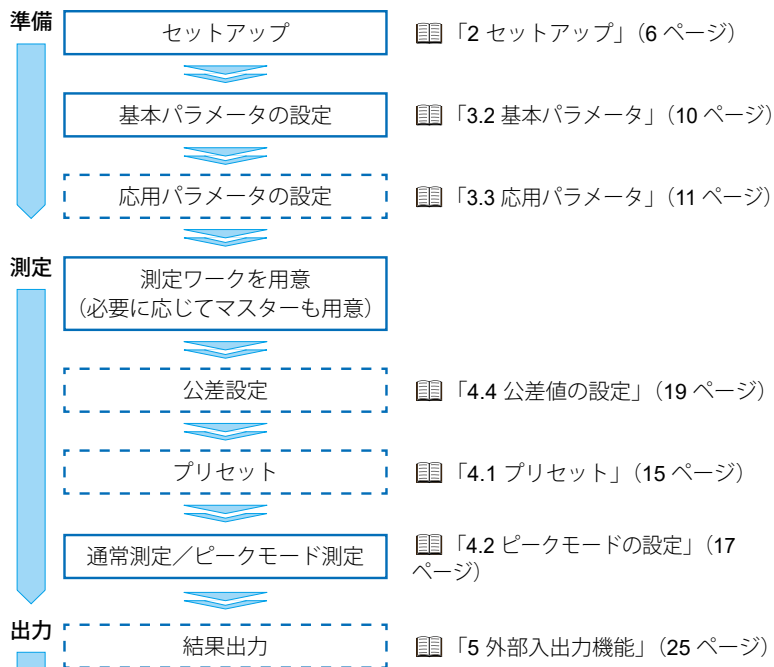 準備
セットアップ
「2 セットアップ」（6 ページ）
基本パラメータの設定
「3.2 基本パラメータ」（10 ページ）
応用パラメータの設定
「3.3 応用パラメータ」（11 ページ）
測定
測定ワークを用意
（必要に応じてマスターも用意）
公差設定
「4.4 公差値の設定」（19 ページ）
プリセット
「4.1 プリセット」（15 ページ）
通常測定／ピークモード測定
「4.2 ピークモードの設定」（17
ページ）
出力
結果出力
「5 外部入出力機能」（25 ページ）